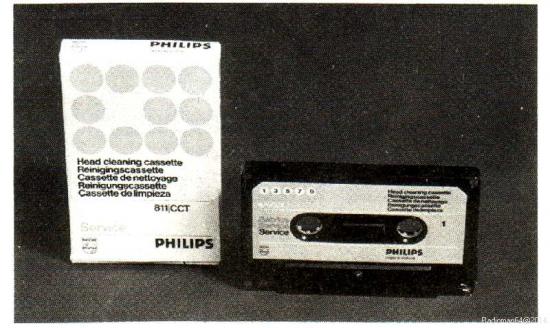 PHILIPS
Head cleaning cassette
Reinigingscassette
Cassette de nettoyage
Reinigungscassette
Cassette de limpieza
811/CCT
Service
PHILIPS
1 3 5 7 9
Head cleaning cassette
Reinigingscassette
Cassette de nettoyage
Reinigungscassette
Cassette de limpieza
Service
1
PHILIPS